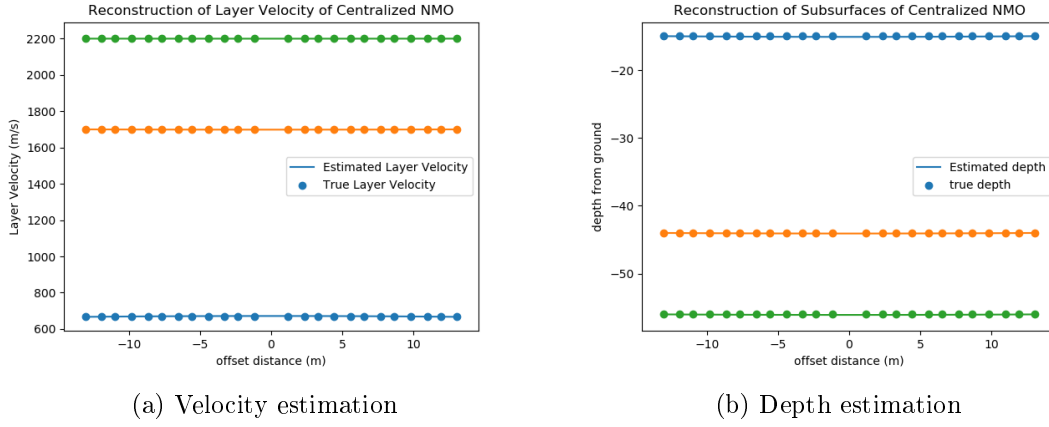 Reconstruction of Layer Velocity of Centralized NMO
2200
2000
1800
1600
1400
1200
1000
800
600
Layer Velocity (m/s)
Estimated Layer Velocity
True Layer Velocity
−10
−5
0
5
10
offset distance (m)
(a) Velocity estimation
Reconstruction of Subsurfaces of Centralized NMO
−20
−30
−40
−50
depth from ground
Estimated depth
true depth
−10
−5
0
5
10
offset distance (m)
(b) Depth estimation